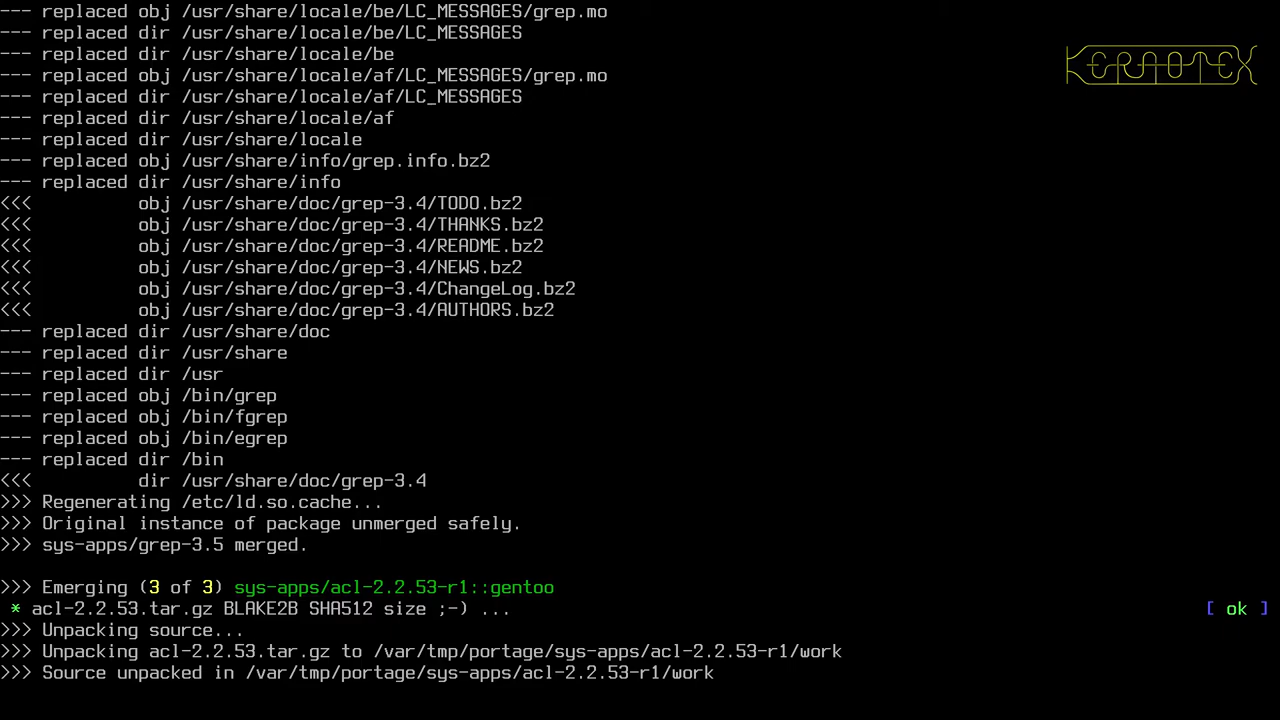 --- replaced obj /usr/share/locale/be/LC_MESSAGES/grep.mo
--- replaced dir /usr/share/locale/be/LC_MESSAGES
--- replaced dir /usr/share/locale/be
--- replaced obj /usr/share/locale/af/LC_MESSAGES/grep.mo
--- replaced dir /usr/share/locale/af/LC_MESSAGES
--- replaced dir /usr/share/locale/af
--- replaced dir /usr/share/locale
--- replaced obj /usr/share/info/grep.info.bz2
--- replaced dir /usr/share/info
<<<          obj /usr/share/doc/grep-3.4/TODO.bz2
<<<          obj /usr/share/doc/grep-3.4/THANKS.bz2
<<<          obj /usr/share/doc/grep-3.4/README.bz2
<<<          obj /usr/share/doc/grep-3.4/NEWS.bz2
<<<          obj /usr/share/doc/grep-3.4/ChangeLog.bz2
<<<          obj /usr/share/doc/grep-3.4/AUTHORS.bz2
--- replaced dir /usr/share/doc
--- replaced dir /usr/share
--- replaced dir /usr
--- replaced obj /bin/grep
--- replaced obj /bin/fgrep
--- replaced obj /bin/egrep
--- replaced dir /bin
<<<          dir /usr/share/doc/grep-3.4
>>> Regenerating /etc/ld.so.cache...
>>> Original instance of package unmerged safely.
>>> sys-apps/grep-3.5 merged.

>>> Emerging (3 of 3) sys-apps/acl-2.2.53-r1::gentoo
 * acl-2.2.53.tar.gz BLAKE2B SHA512 size ;-) ... [ ok ]
>>> Unpacking source...
>>> Unpacking acl-2.2.53.tar.gz to /var/tmp/portage/sys-apps/acl-2.2.53-r1/work
>>> Source unpacked in /var/tmp/portage/sys-apps/acl-2.2.53-r1/work
KERAOTEX